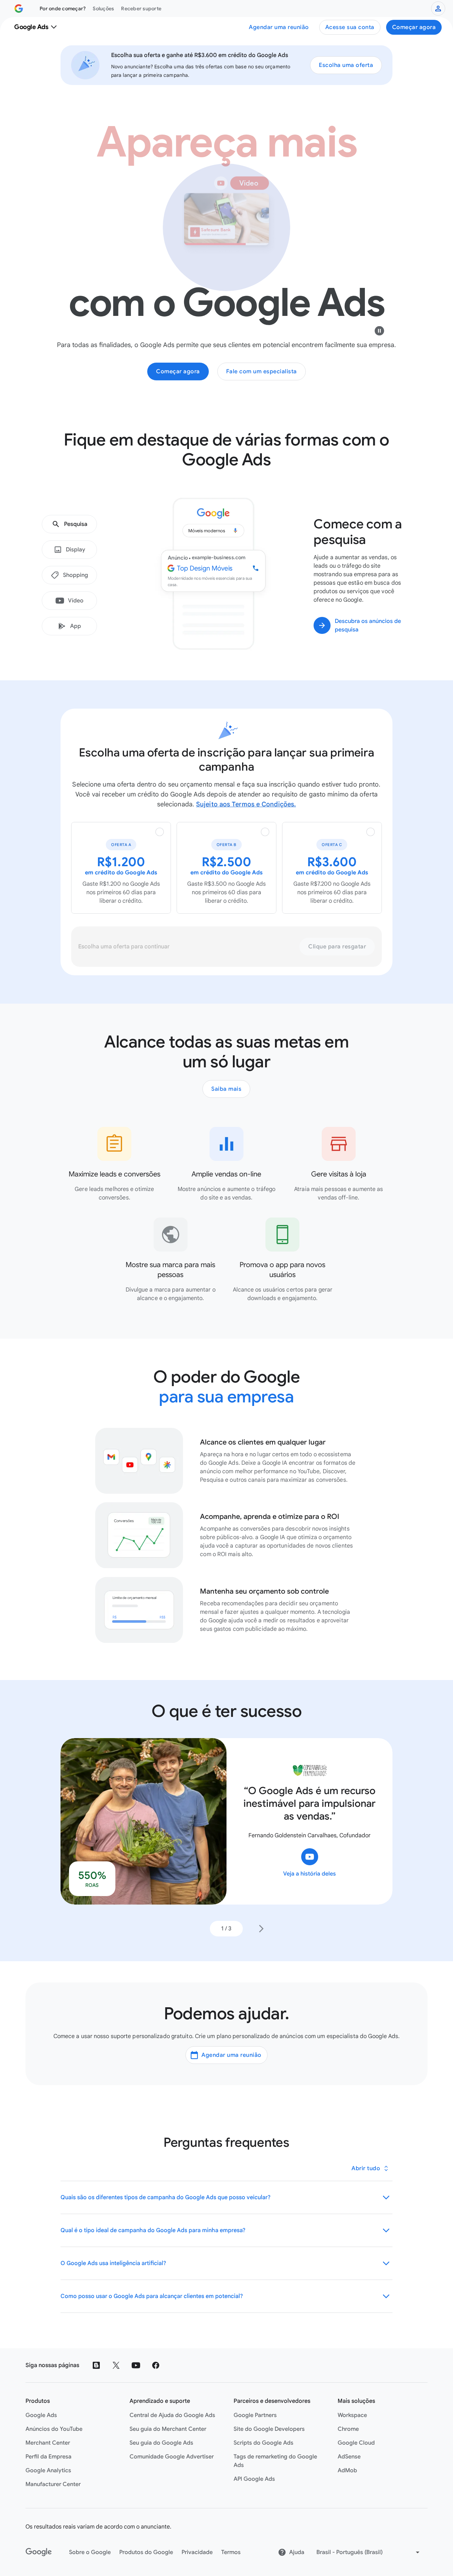 Por onde começar?
Soluções
Receber suporte
Google Ads
Agendar uma reunião
Acesse sua conta
Começar agora
Escolha sua oferta e ganhe até R$3.600 em crédito do Google Ads
Novo anunciante? Escolha uma das três ofertas com base no seu orçamento
para lançar a primeira campanha.
Escolha uma oferta
Apareça mais
Vídeo
com o Google Ads
Para todas as finalidades, o Google Ads permite que seus clientes em potencial encontrem facilmente sua empresa.
Começar agora
Fale com um especialista
Fique em destaque de várias formas com o
Google Ads
Pesquisa
Display
Shopping
Vídeo
App
Google
Móveis modernos
Anúncio • example-business.com
Top Design Móveis
Modernidade nos móveis essenciais para sua
casa.
Comece com a
pesquisa
Ajude a aumentar as vendas, os
leads ou o tráfego do site
mostrando sua empresa para as
pessoas que estão em busca dos
produtos ou serviços que você
oferece no Google.
Descubra os anúncios de
pesquisa
Escolha uma oferta de inscrição para lançar sua primeira
campanha
Selecione uma oferta dentro do seu orçamento mensal e faça sua inscrição quando estiver tudo pronto.
Você vai receber um crédito do Google Ads depois de atender ao requisito de gasto mínimo da oferta
selecionada. Sujeito aos Termos e Condições.
OFERTA A
R$1.200
em crédito do Google Ads
Gaste R$1.200 no Google Ads
nos primeiros 60 dias para
liberar o crédito.
OFERTA B
R$2.500
em crédito do Google Ads
Gaste R$3.500 no Google Ads
nos primeiros 60 dias para
liberar o crédito.
OFERTA C
R$3.600
em crédito do Google Ads
Gaste R$7.200 no Google Ads
nos primeiros 60 dias para
liberar o crédito.
Escolha uma oferta para continuar
Clique para resgatar
Alcance todas as suas metas em
um só lugar
Saiba mais
Maximize leads e conversões
Gere leads melhores e otimize
conversões.
Amplie vendas on-line
Mostre anúncios e aumente o tráfego
do site e as vendas.
Gere visitas à loja
Atraia mais pessoas e aumente as
vendas off-line.
Mostre sua marca para mais
pessoas
Divulgue a marca para aumentar o
alcance e o engajamento.
Promova o app para novos
usuários
Alcance os usuários certos para gerar
downloads e engajamento.
O poder do Google
para sua empresa
Alcance os clientes em qualquer lugar
Apareça na hora e no lugar certos em todo o ecossistema
do Google Ads. Deixe a Google IA encontrar os formatos de
anúncio com melhor performance no YouTube, Discover,
Pesquisa e outros canais para maximizar as conversões.
Conversões
Acompanhe, aprenda e otimize para o ROI
Acompanhe as conversões para descobrir novos insights
sobre públicos-alvo. a Google IA que otimiza o orçamento
ajuda você a capturar as oportunidades de novos clientes
com o ROI mais alto.
Limite de orçamento mensal
Mantenha seu orçamento sob controle
Receba recomendações para decidir seu orçamento
mensal e fazer ajustes a qualquer momento. A tecnologia
do Google ajuda você a medir os resultados e aproveitar
seus gastos com publicidade ao máximo.
O que é ter sucesso
550%
ROAS
“O Google Ads é um recurso
inestimável para impulsionar
as vendas.”
Fernando Goldenstein Carvalhaes, Cofundador
Veja a história deles
1 / 3
Podemos ajudar.
Comece a usar nosso suporte personalizado gratuito. Crie um plano personalizado de anúncios com um especialista do Google Ads.
Agendar uma reunião
Perguntas frequentes
Abrir tudo
Quais são os diferentes tipos de campanha do Google Ads que posso veicular?
Qual é o tipo ideal de campanha do Google Ads para minha empresa?
O Google Ads usa inteligência artificial?
Como posso usar o Google Ads para alcançar clientes em potencial?
Siga nossas páginas
Produtos
Google Ads
Anúncios do YouTube
Merchant Center
Perfil da Empresa
Google Analytics
Manufacturer Center
Aprendizado e suporte
Central de Ajuda do Google Ads
Seu guia do Merchant Center
Seu guia do Google Ads
Comunidade Google Advertiser
Parceiros e desenvolvedores
Google Partners
Site do Google Developers
Scripts do Google Ads
Tags de remarketing do Google
Ads
API Google Ads
Mais soluções
Workspace
Chrome
Google Cloud
AdSense
AdMob
Os resultados reais variam de acordo com o anunciante.
Google
Sobre o Google
Produtos do Google
Privacidade
Termos
Ajuda
Brasil - Português (Brasil)